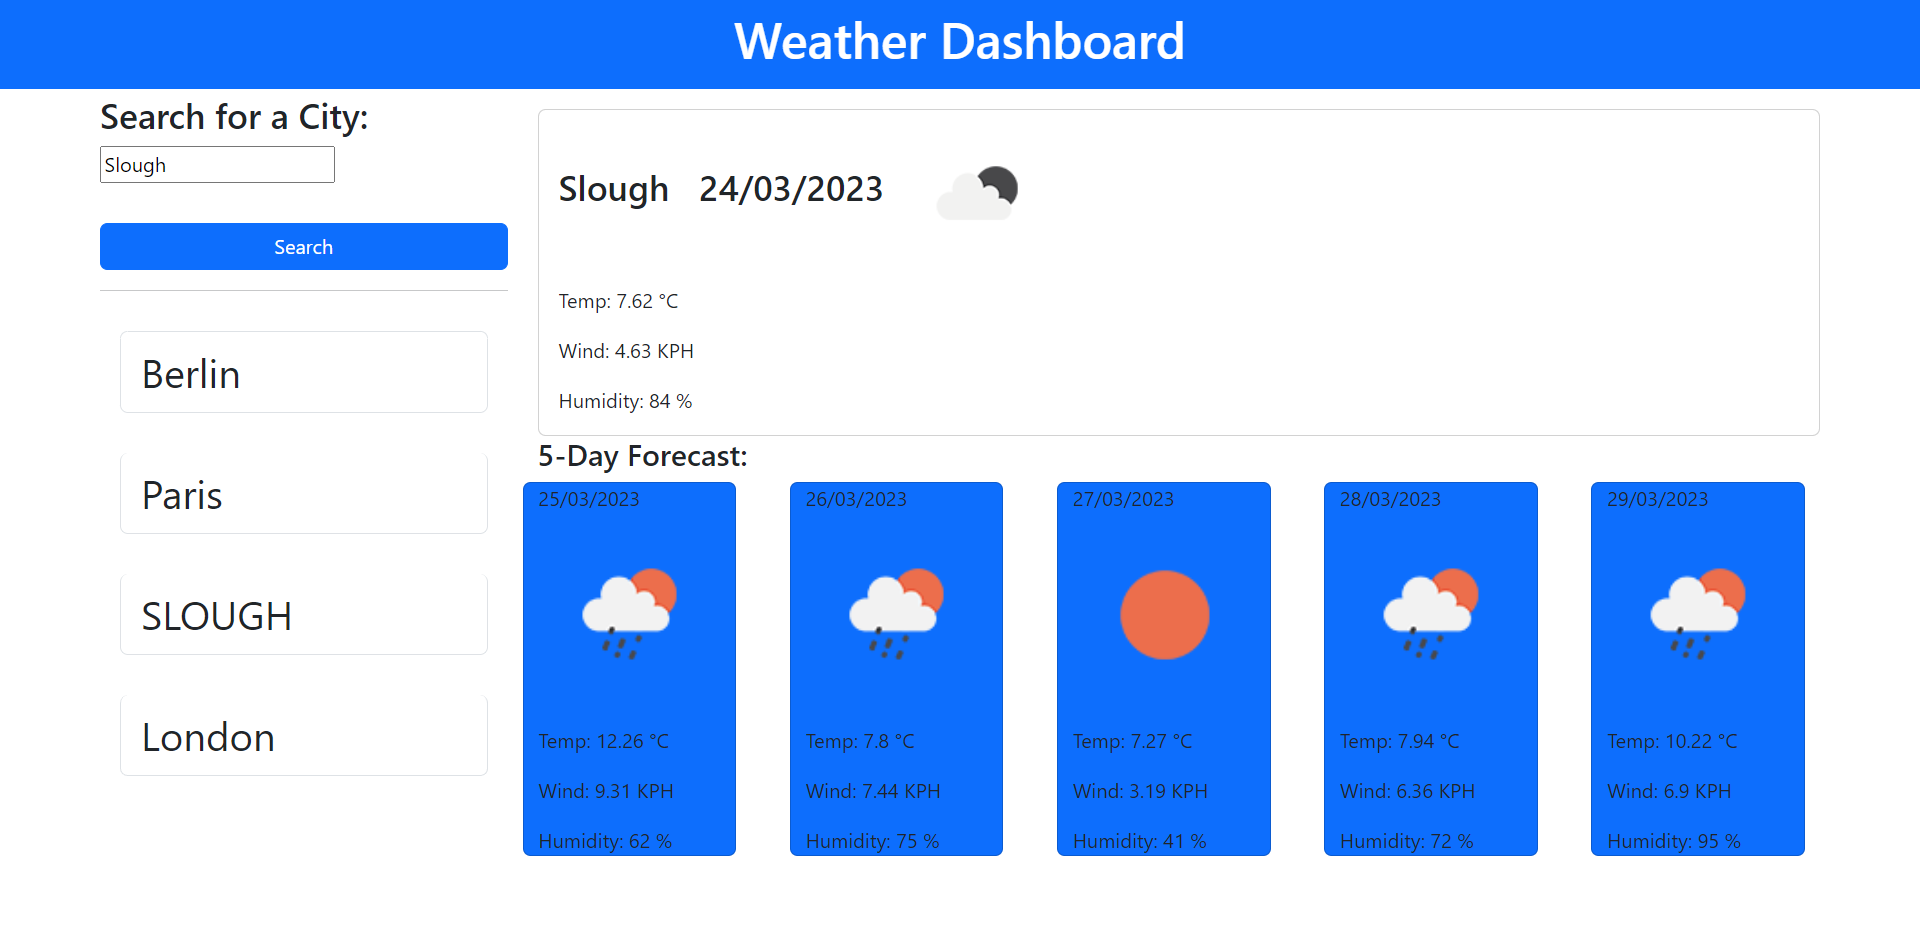 Weather Dashboard
Search for a City:
Slough
Search
Berlin
Paris
SLOUGH
London
Slough 24/03/2023
Temp: 7.62 °C
Wind: 4.63 KPH
Humidity: 84 %
5-Day Forecast:
25/03/2023
Temp: 12.26 °C
Wind: 9.31 KPH
Humidity: 62 %
26/03/2023
Temp: 7.8 °C
Wind: 7.44 KPH
Humidity: 75 %
27/03/2023
Temp: 7.27 °C
Wind: 3.19 KPH
Humidity: 41 %
28/03/2023
Temp: 7.94 °C
Wind: 6.36 KPH
Humidity: 72 %
29/03/2023
Temp: 10.22 °C
Wind: 6.9 KPH
Humidity: 95 %